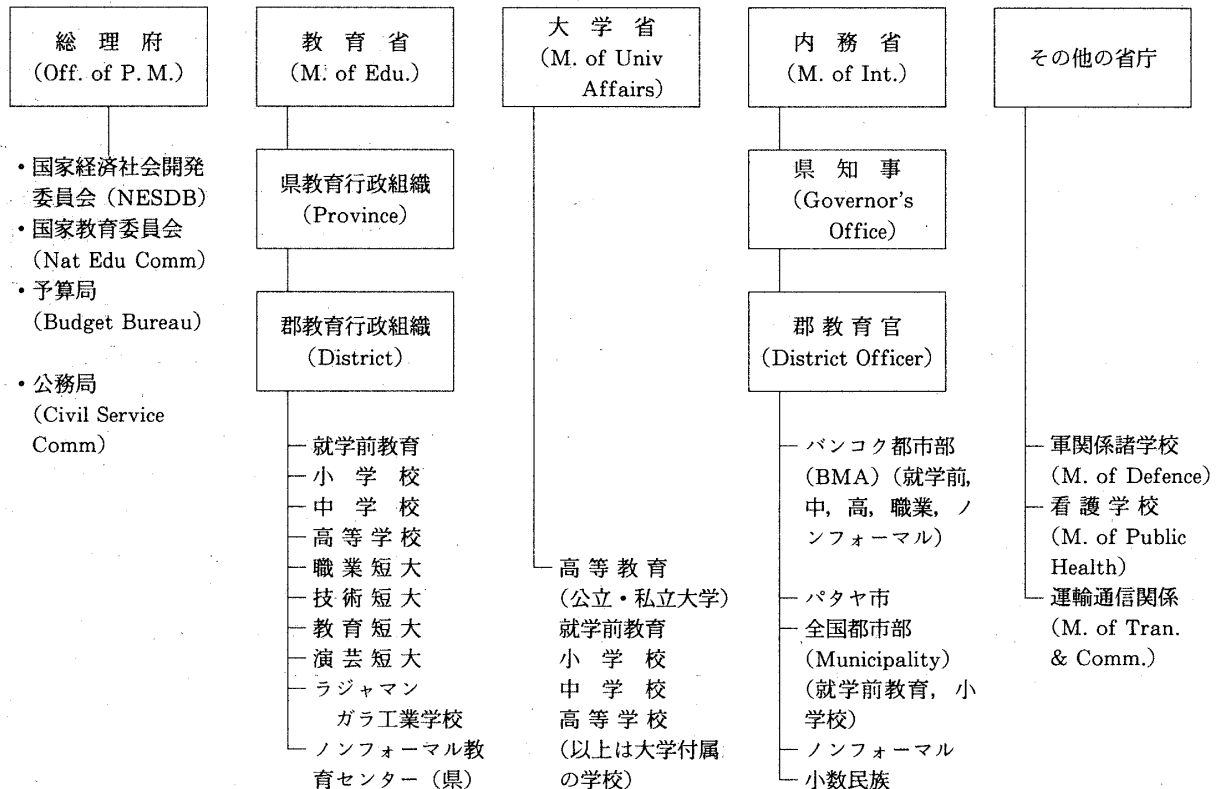 総理府
(Off. of P. M.)
・国家経済社会開発
委員会 (NESDB)
・国家教育委員会
(Nat Edu Comm)
・予算局
(Budget Bureau)
・公務局
(Civil Service
Comm)
教育省
(M. of Edu.)
県教育行政組織
(Province)
郡教育行政組織
(District)
就学前教育
小学校
中学校
高等学校
職業短大
技術短大
教育短大
演芸短大
ラジャマン
ガラ工業学校
ノンフォーマル教
育センター (県)
大学省
(M. of Univ
Affairs)
高等教育
(公立・私立大学)
就学前教育
小学校
中学校
高等学校
(以上は大学付属
の学校)
内務省
(M. of Int.)
県知事
(Governor's
Office)
郡教育官
(District Officer)
バンコク都市部
(BMA) (就学前,
中, 高, 職業, ノ
ンフォーマル)
パタヤ市
全国都市部
(Municipality)
(就学前教育, 小
学校)
ノンフォーマル
小数民族
その他の省庁
軍関係諸学校
(M. of Defence)
看護学校
(M. of Public
Health)
運輸通信関係
(M. of Tran.
& Comm.)